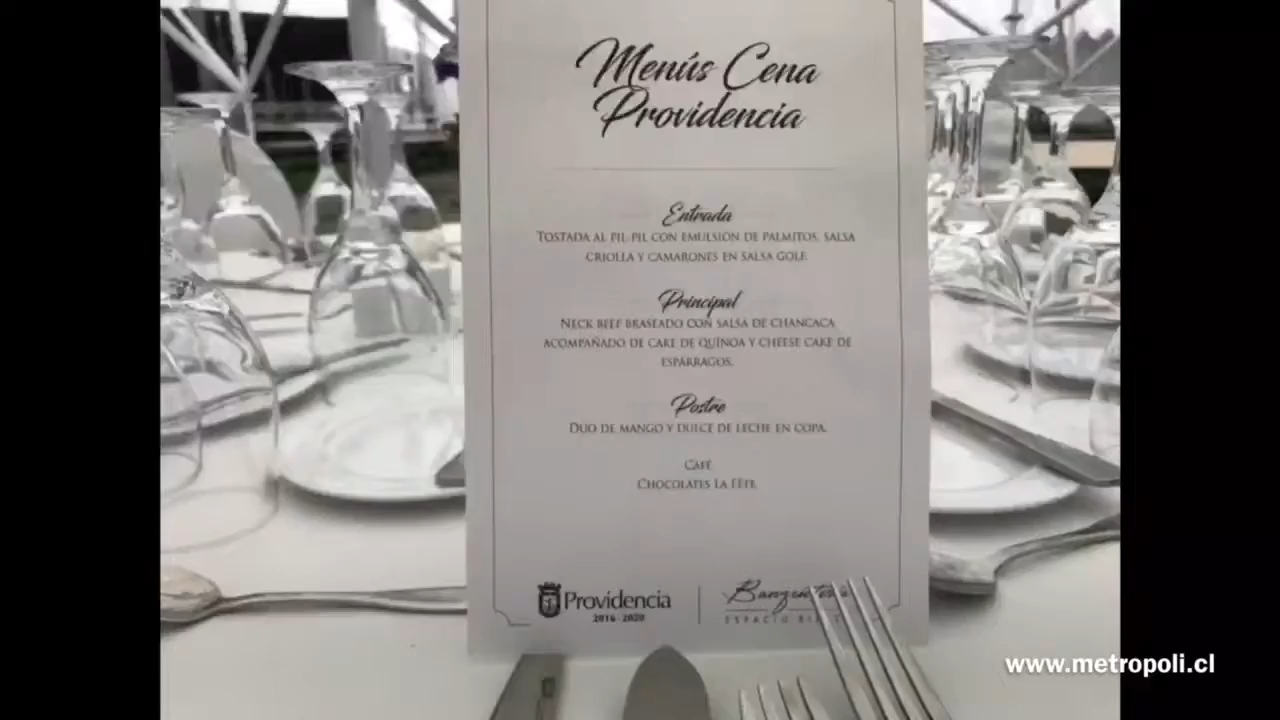 Menús Cena
Providencia
Entrada
TOSTADA AL PIL-PIL CON EMULSIÓN DE PALMITOS, SALSA
CRIOLLA Y CAMARONES EN SALSA GOLF.
Principal
NECK BEEF BRASEADO CON SALSA DE CHANCACA
ACOMPAÑADO DE CAKE DE QUINOA Y CHEESE CAKE DE
ESPÁRRAGOS.
Postre
DUO DE MANGO Y DULCE DE LECHE EN COPA.
CAFÉ
CHOCOLATES LA FÊTE
Providencia
2016 - 2020
ESPACIO
www.metropoli.cl